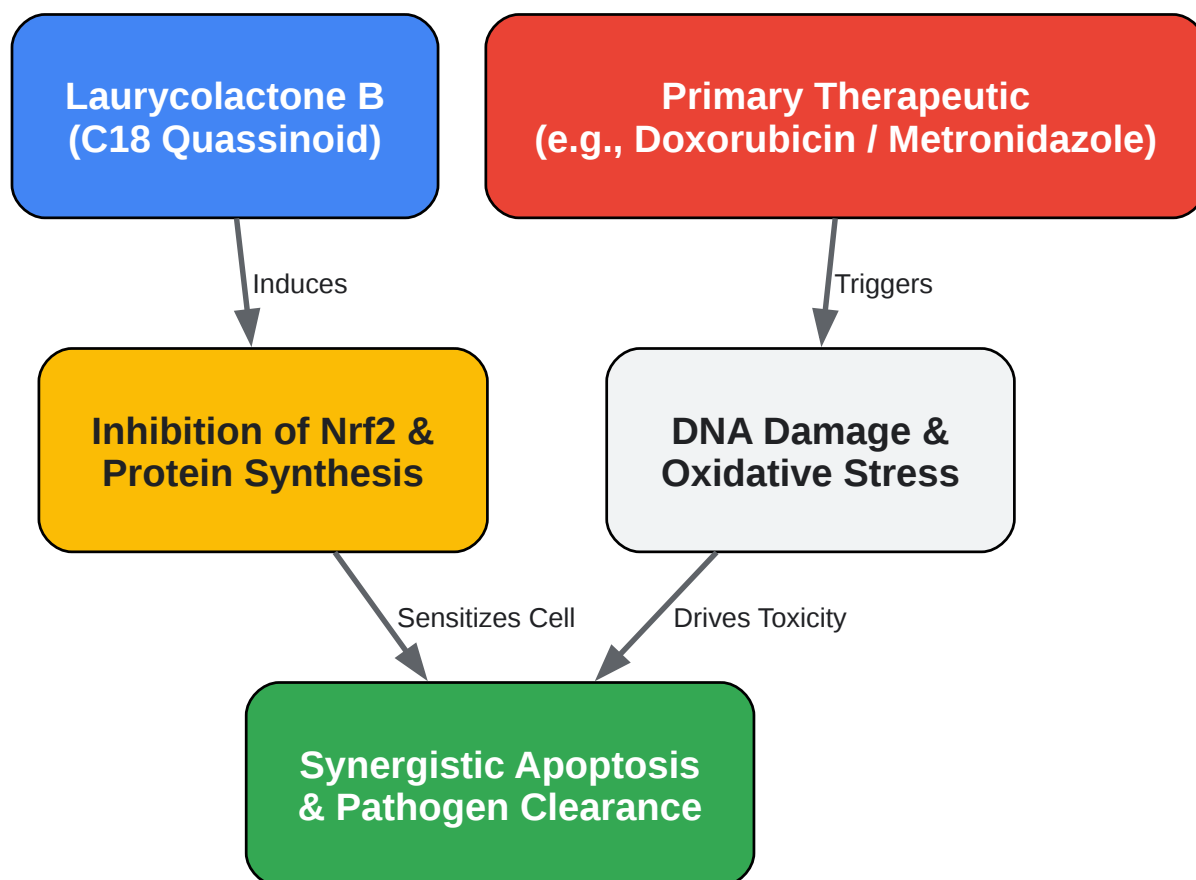 Laurycolactone B
(C18 Quassinoid)
Primary Therapeutic
(e.g., Doxorubicin / Metronidazole)
Induces
Triggers
Inhibition of Nrf2 &
Protein Synthesis
DNA Damage &
Oxidative Stress
Sensitizes Cell
Drives Toxicity
Synergistic Apoptosis
& Pathogen Clearance